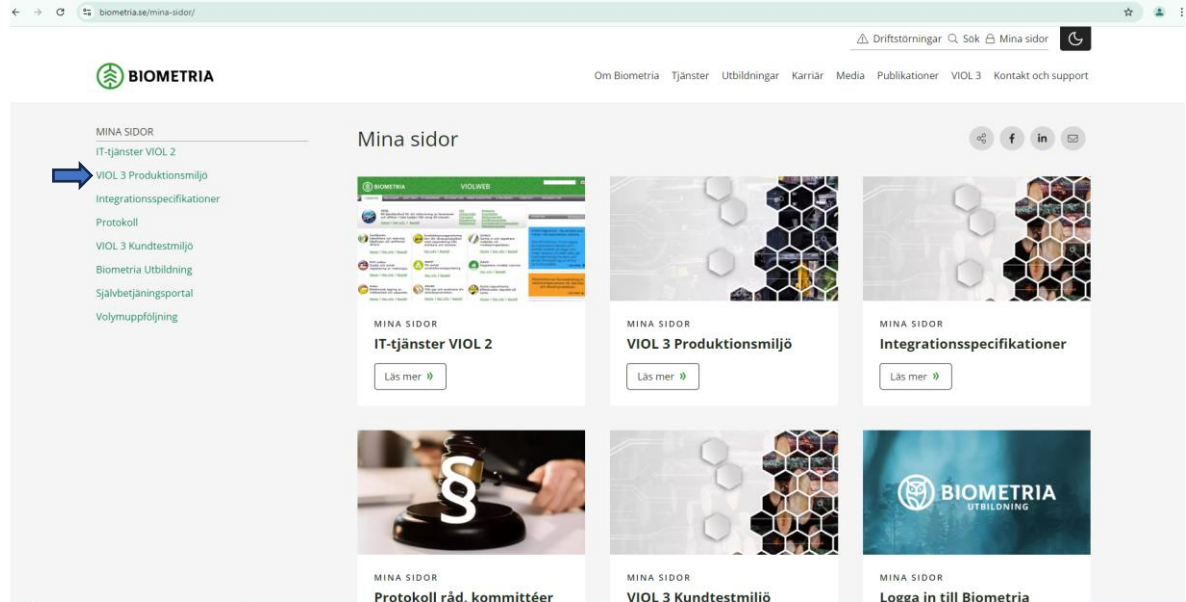 biometria.se/mina-sidor/
Driftstörningar Sök Mina sidor
BIOMETRIA
Om Biometria Tjänster Utbildningar Karriär Media Publikationer VIOL 3 Kontakt och support
MINA SIDOR
IT-tjänster VIOL 2
VIOL 3 Produktionsmiljö
Integrationsspecifikationer
Protokoll
VIOL 3 Kundtestmiljö
Biometria Utbildning
Självbetjäningsportal
Volymuppföljning
Mina sidor
f in
BIOMETRIA VIOLWEB
MINA SIDOR
IT-tjänster VIOL 2
Läs mer »
MINA SIDOR
VIOL 3 Produktionsmiljö
Läs mer »
MINA SIDOR
Integrationsspecifikationer
Läs mer »
§
MINA SIDOR
Protokoll råd, kommittéer
MINA SIDOR
VIOL 3 Kundtestmiljö
BIOMETRIA
UTBILDNING
MINA SIDOR
Logga in till Biometria